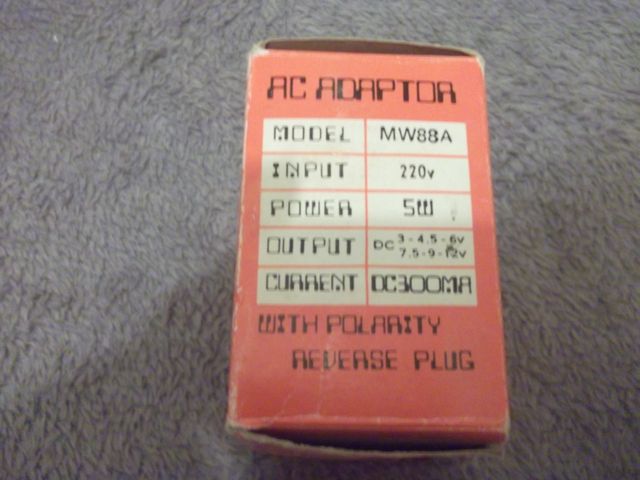 AC ADAPTOR
MODEL MW88A
INPUT 220v
POWER 5W
OUTPUT DC 3-4.5-6v
7.5-9-12v
CURRENT DC300MA
WITH POLARITY
REVERSE PLUG